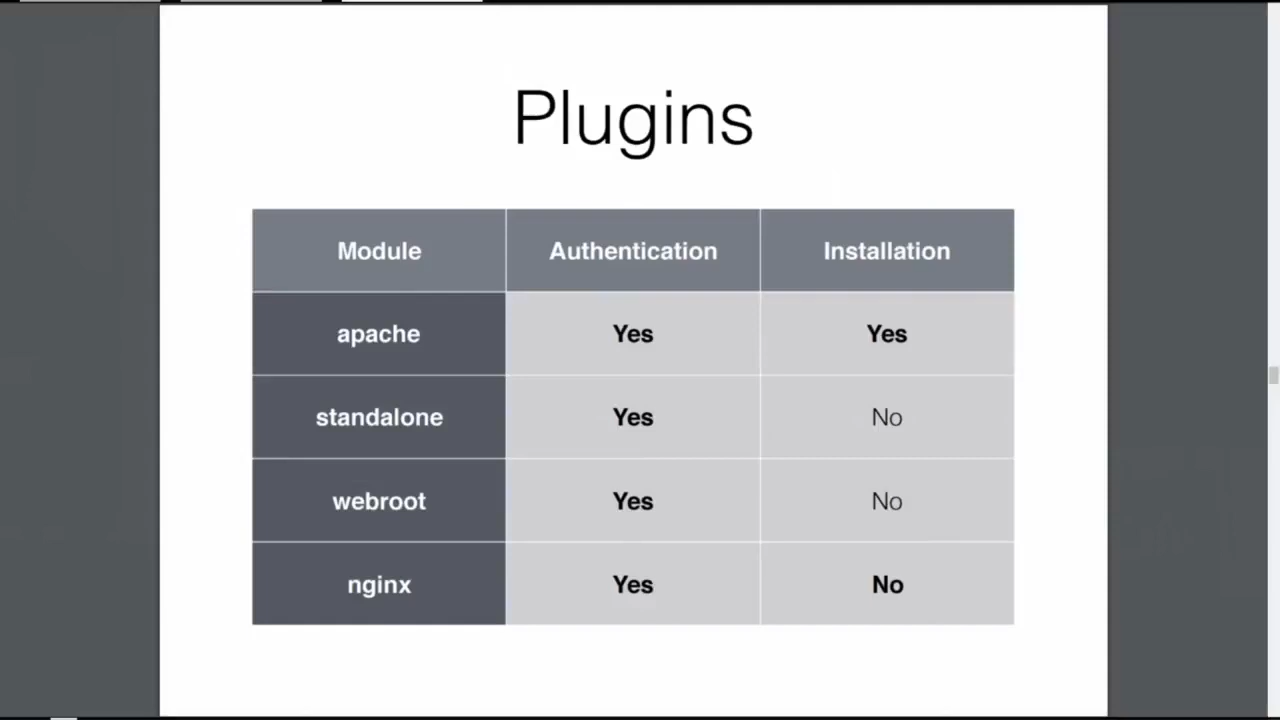 Plugins
Module Authentication Installation
apache Yes Yes
standalone Yes No
webroot Yes No
nginx Yes No